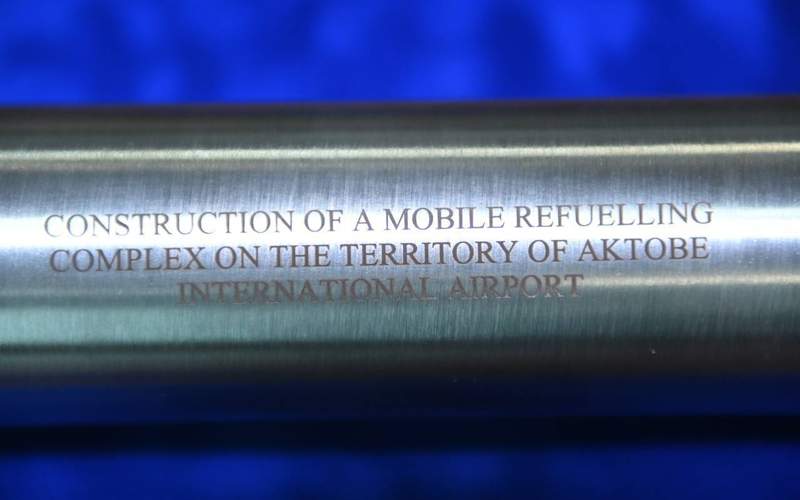 CONSTRUCTION OF A MOBILE REFUELLING
COMPLEX ON THE TERRITORY OF AKTOBE
INTERNATIONAL AIRPORT